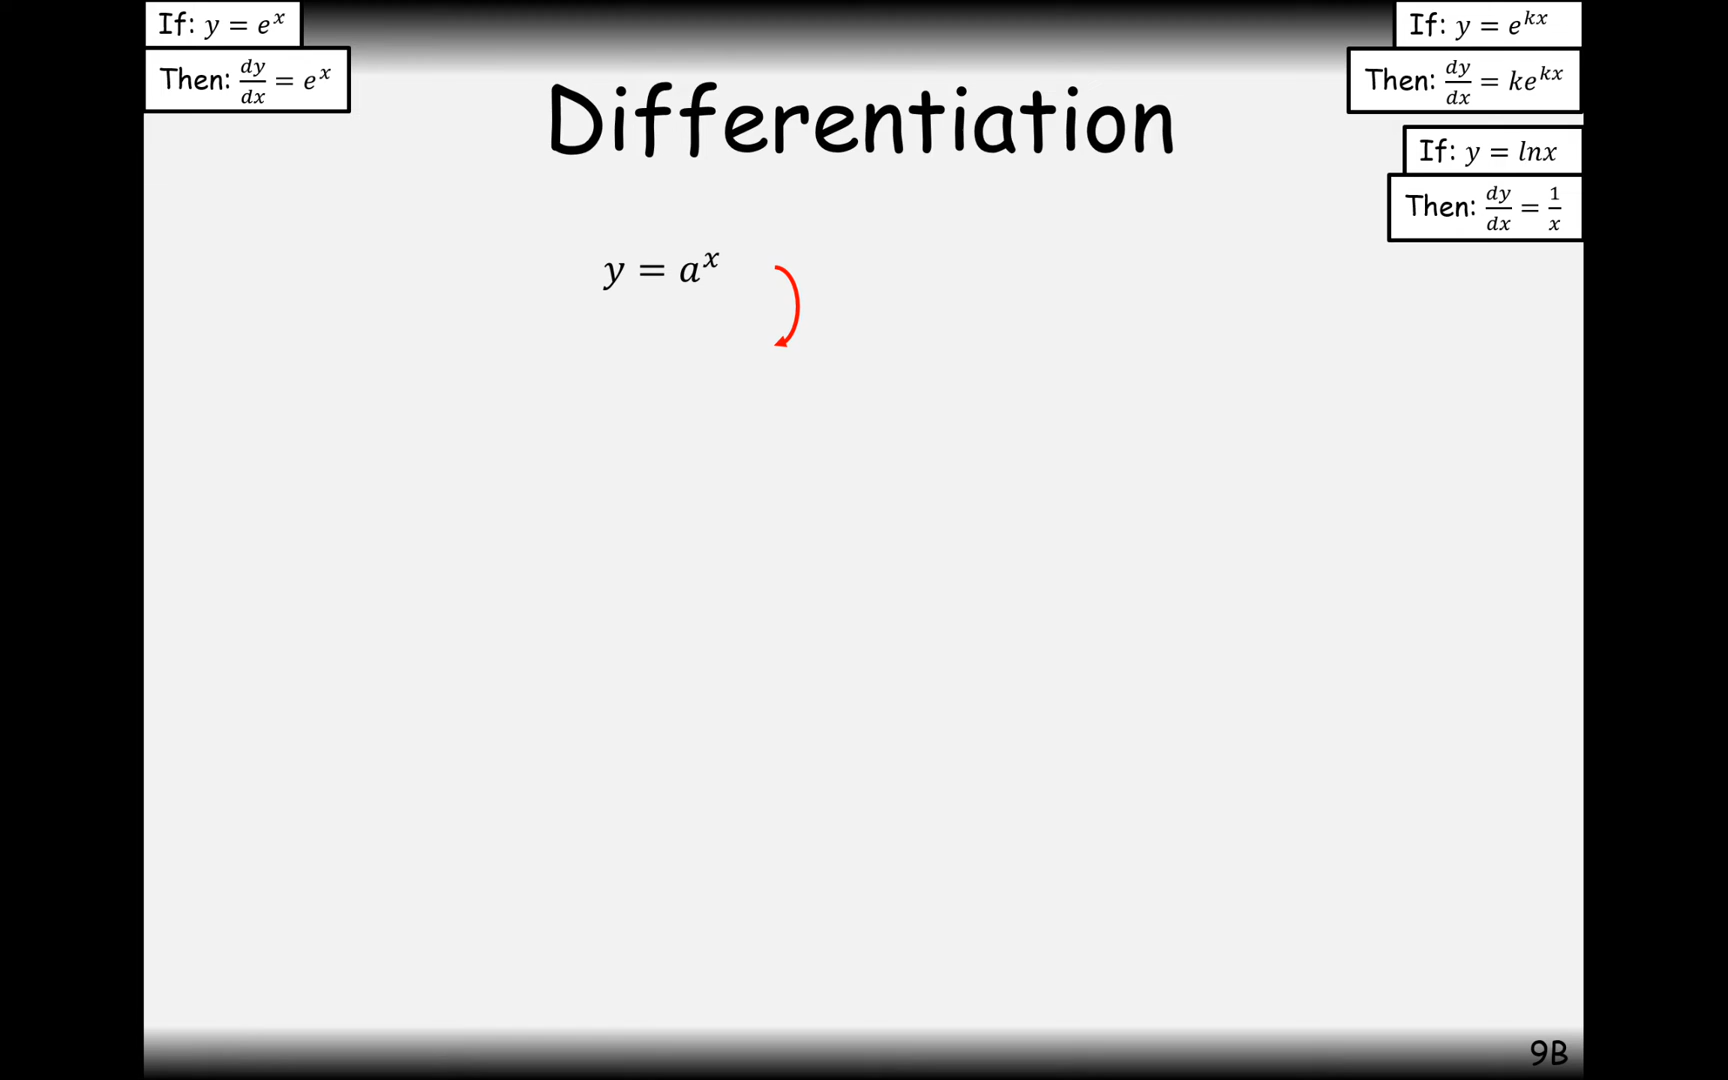 If: y = e^x
Then: dy/dx = e^x
If: y = e^{kx}
Then: dy/dx = ke^{kx}
Differentiation
If: y = lnx
Then: dy/dx = 1/x
y = a^x
9B